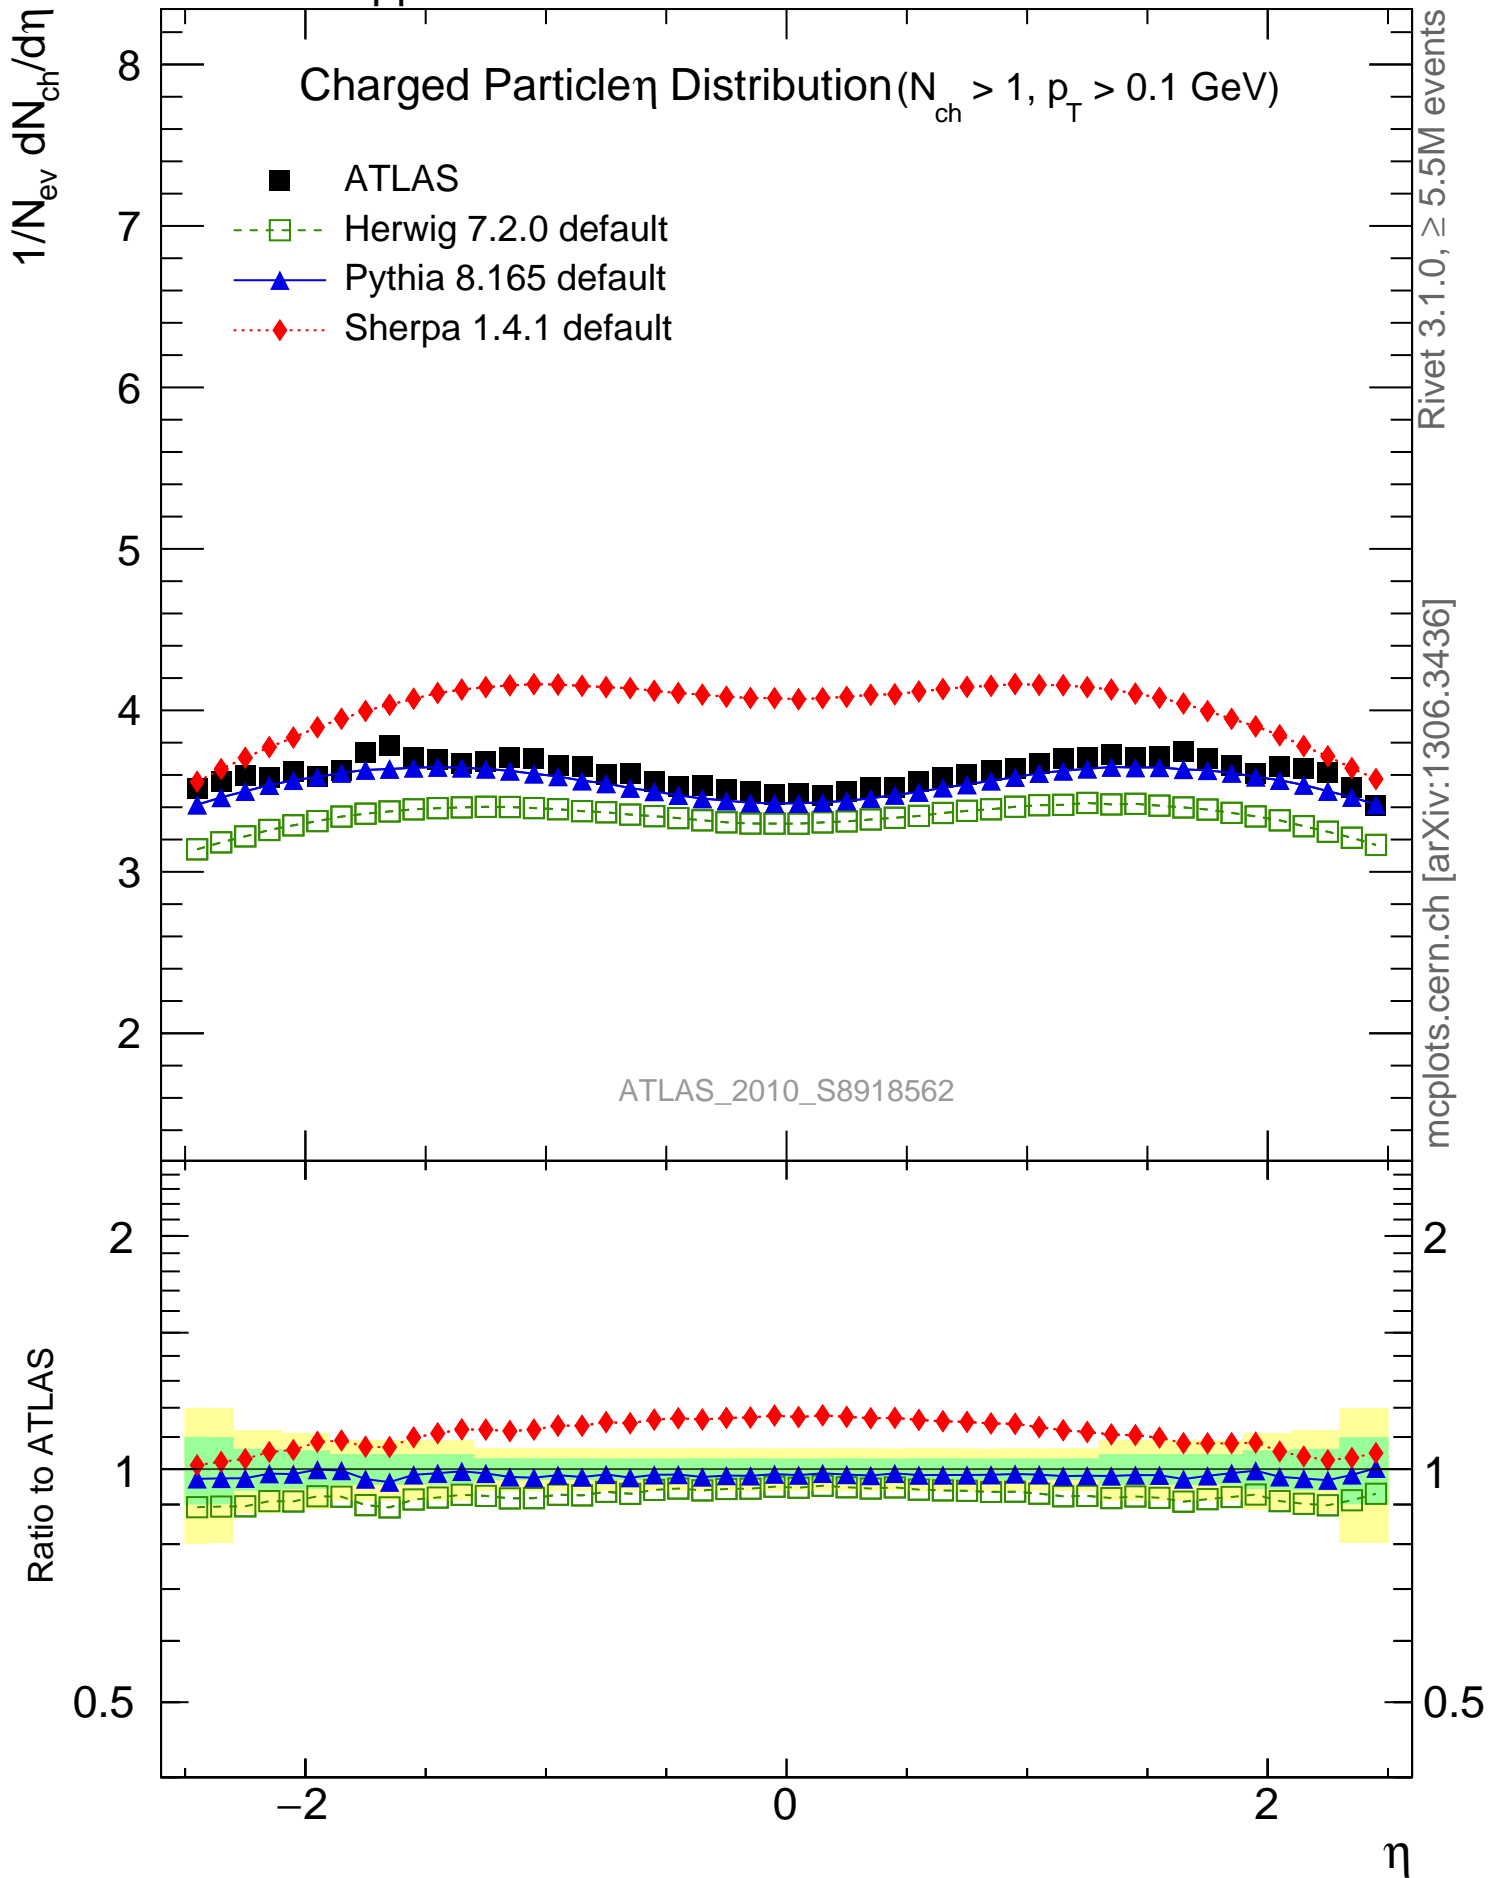 Charged Particleη Distribution (N_ch > 1, p_T > 0.1 GeV)
1/N_ev dN_ch/dη
ATLAS
Herwig 7.2.0 default
Pythia 8.165 default
Sherpa 1.4.1 default
8
7
6
5
4
3
2
ATLAS_2010_S8918562
Rivet 3.1.0, ≥ 5.5M events
mcplots.cern.ch [arXiv:1306.3436]
Ratio to ATLAS
2
1
0.5
2
1
0.5
−2
0
2
η